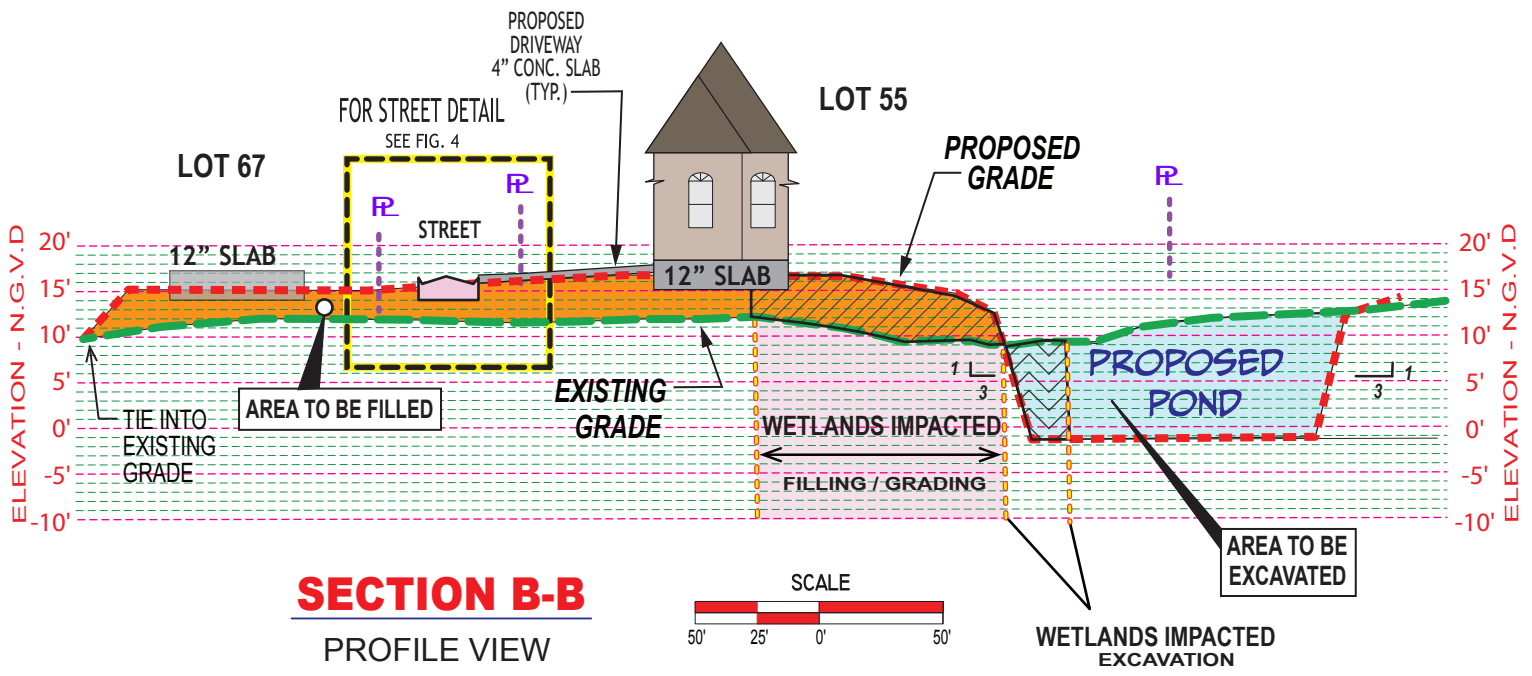 PROPOSED
DRIVEWAY
4” CONC. SLAB
(TYP.)
LOT 55
FOR STREET DETAIL
SEE FIG. 4
LOT 67
PROPOSED
GRADE
PL
PL
PL
STREET
12” SLAB
12” SLAB
ELEVATION - N.G.V.D
20'
15'
10'
5'
0'
-5'
-10'
20'
15'
10'
5'
0'
-5'
-10'
ELEVATION - N.G.V.D
AREA TO BE FILLED
TIE INTO
EXISTING
GRADE
EXISTING
GRADE
1
3
PROPOSED
POND
1
3
WETLANDS IMPACTED
FILLING / GRADING
AREA TO BE
EXCAVATED
SECTION B-B
PROFILE VIEW
SCALE
50' 25' 0' 50'
WETLANDS IMPACTED
EXCAVATION